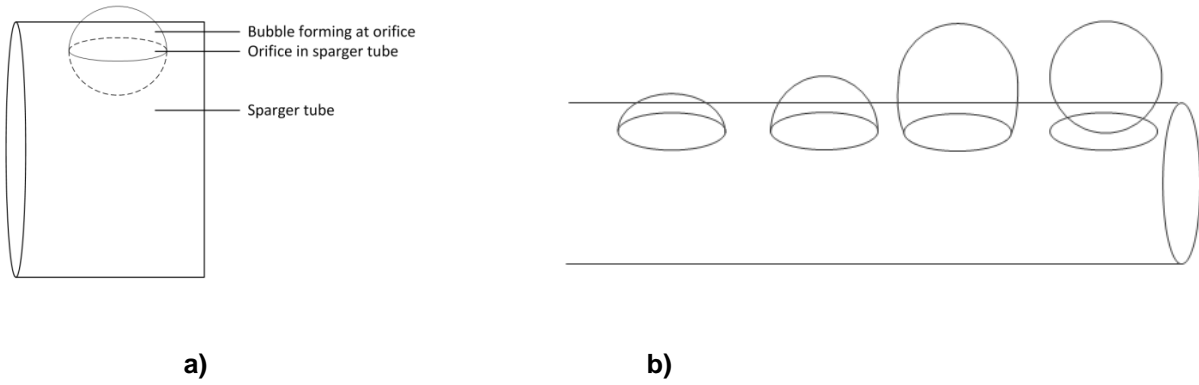 Bubble forming at orifice
Orifice in sparger tube
Sparger tube
a)
b)